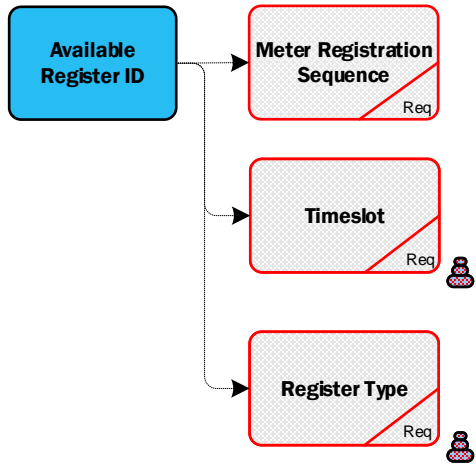 Available
Register ID
Meter Registration
Sequence
Req
Timeslot
Req
Register Type
Req